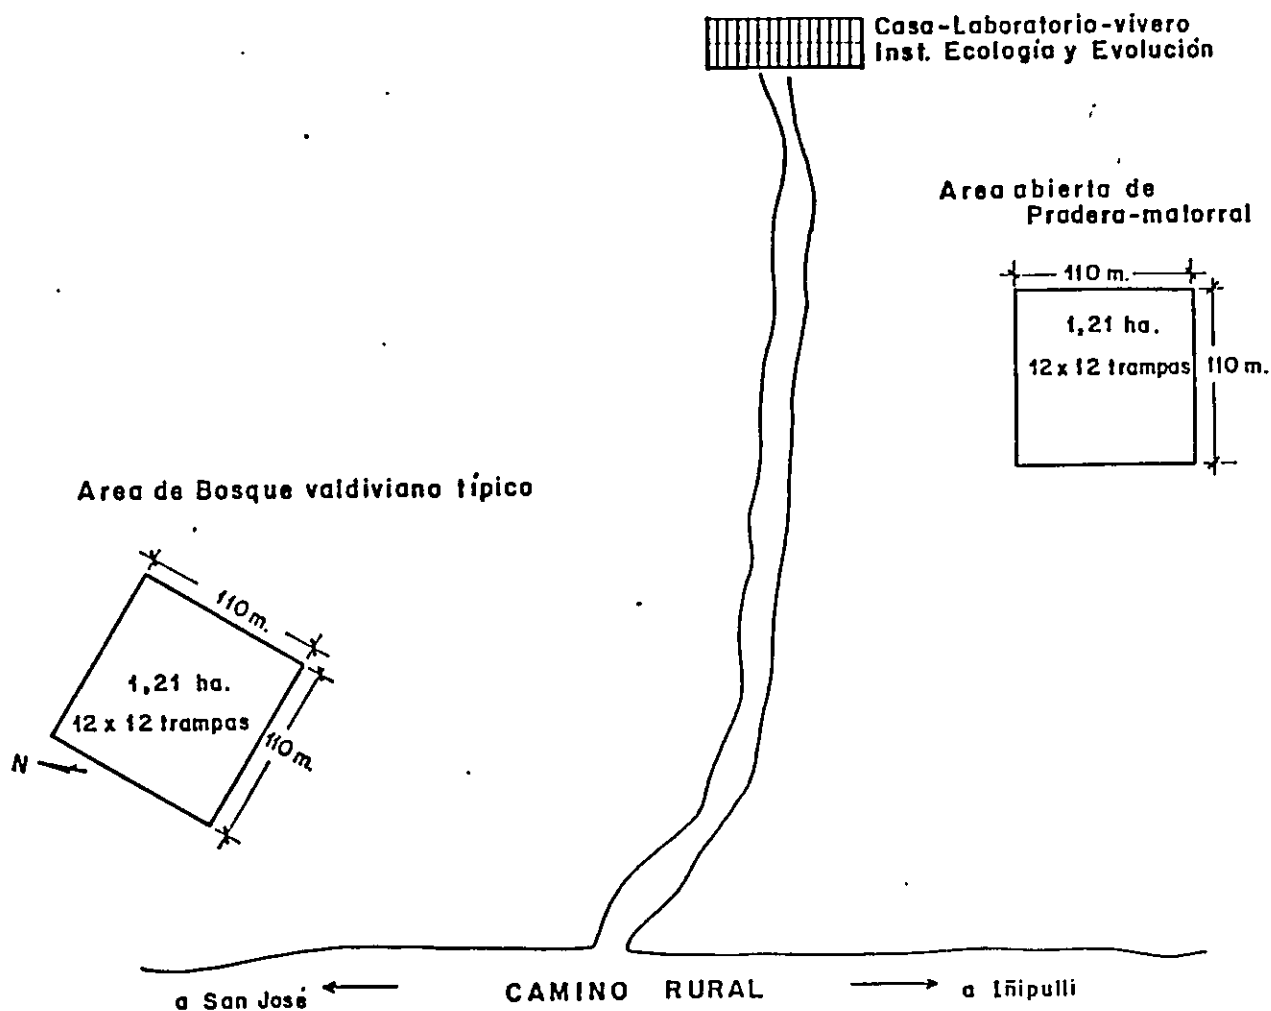 Casa-Laboratorio-vivero
Inst. Ecología y Evolución
Area abierta de
Pradera-matorral
110 m.
1,21 ha.
12 x 12 trampas
110 m.
Area de Bosque valdiviano típico
110 m.
1,21 ha.
12 x 12 trampas
110 m.
N
a San José
CAMINO RURAL
a Iñipulli